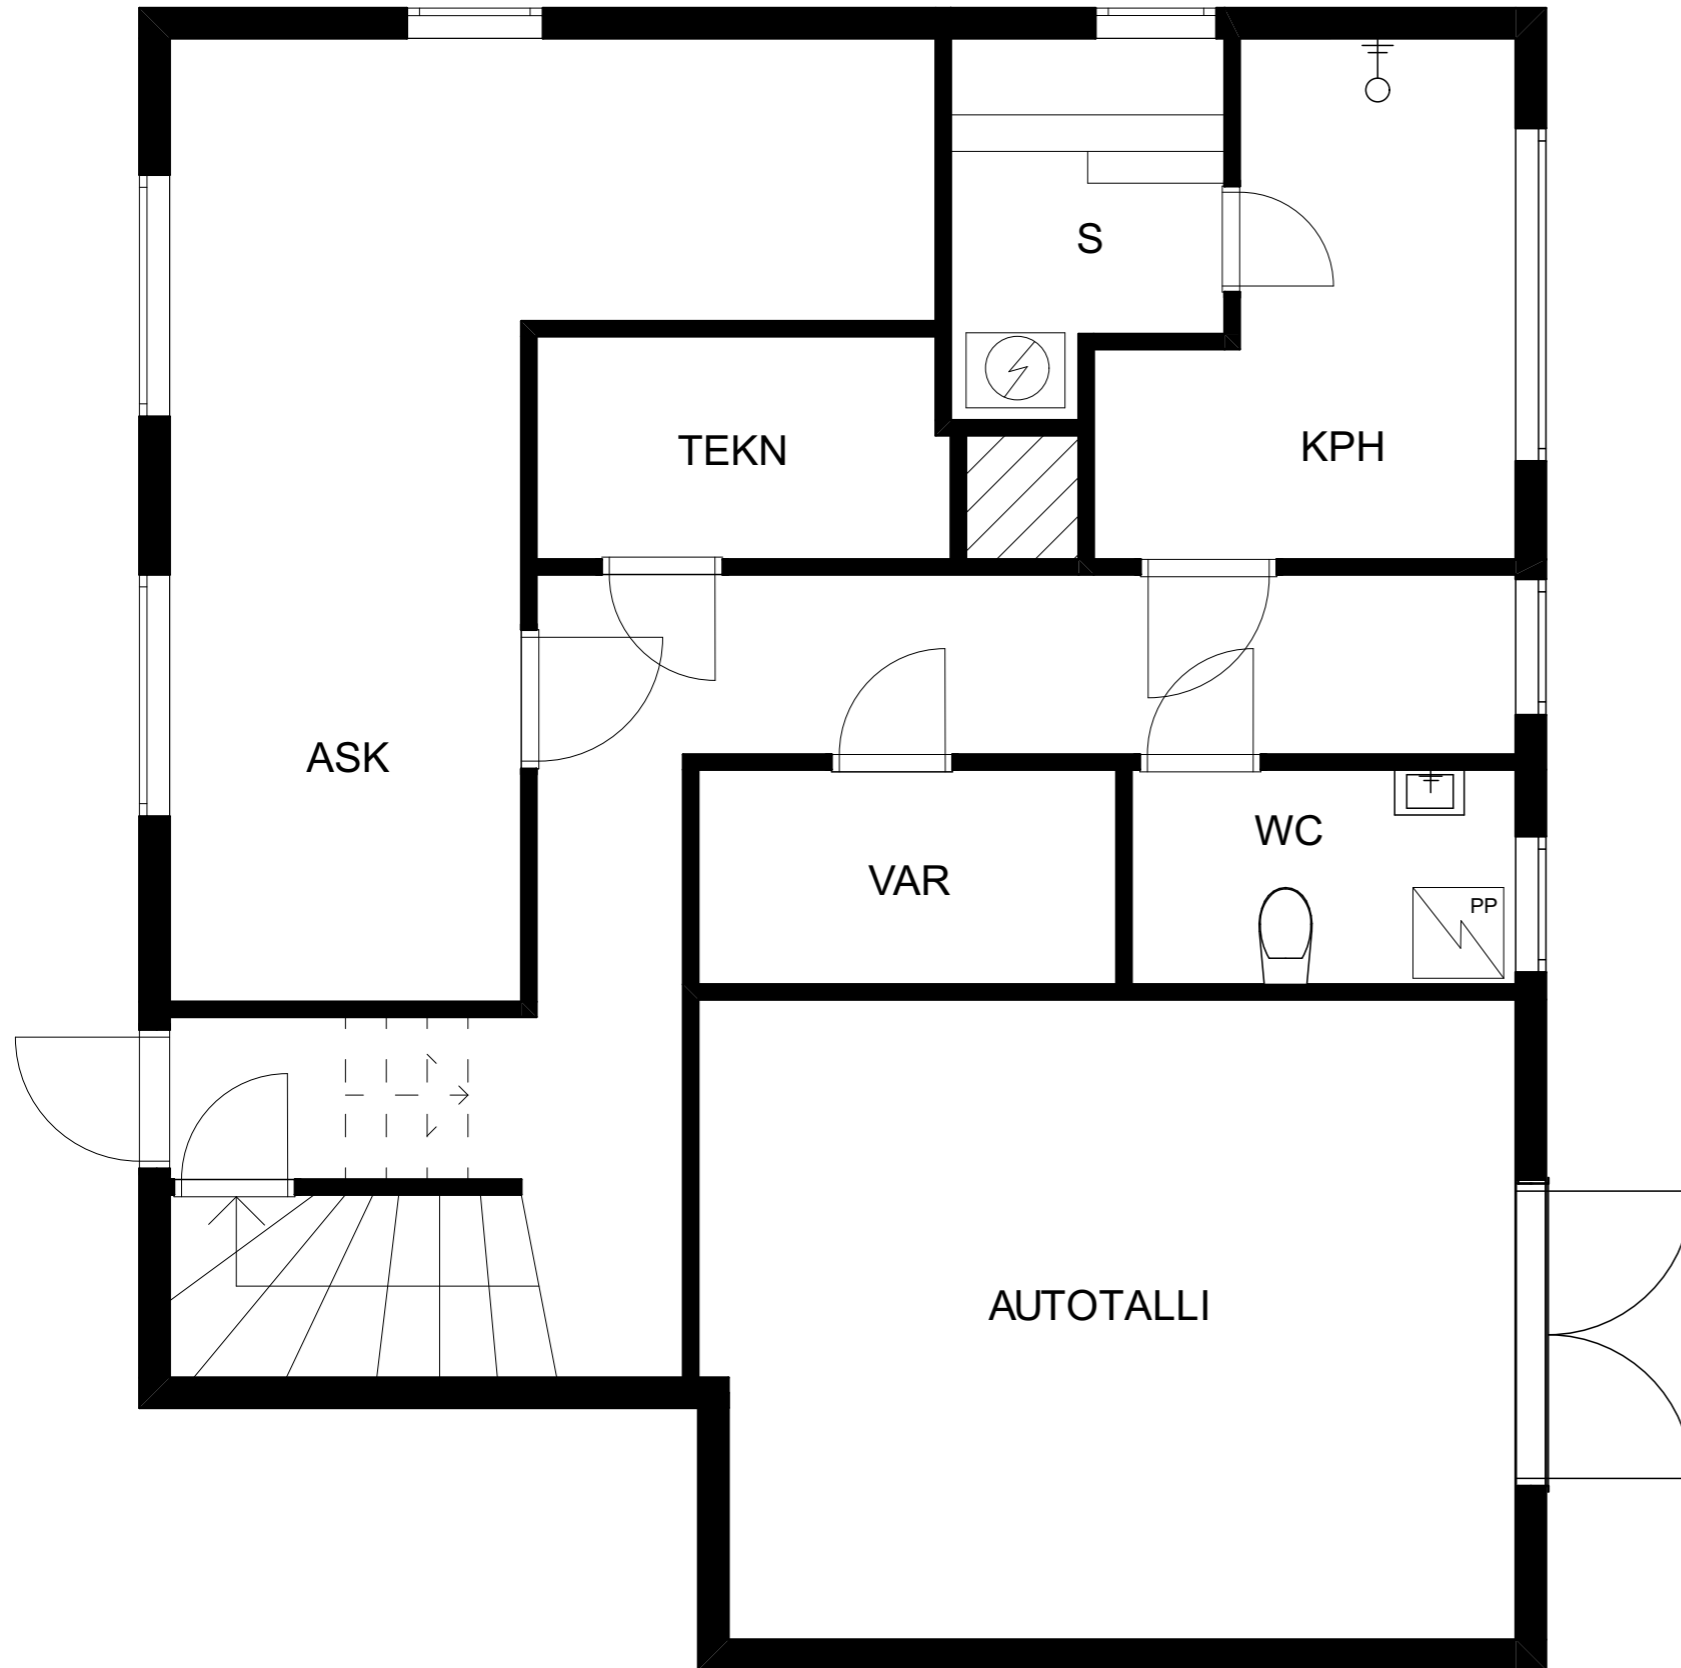 S
TEKN
KPH
ASK
WC
VAR
PP
AUTOTALLI